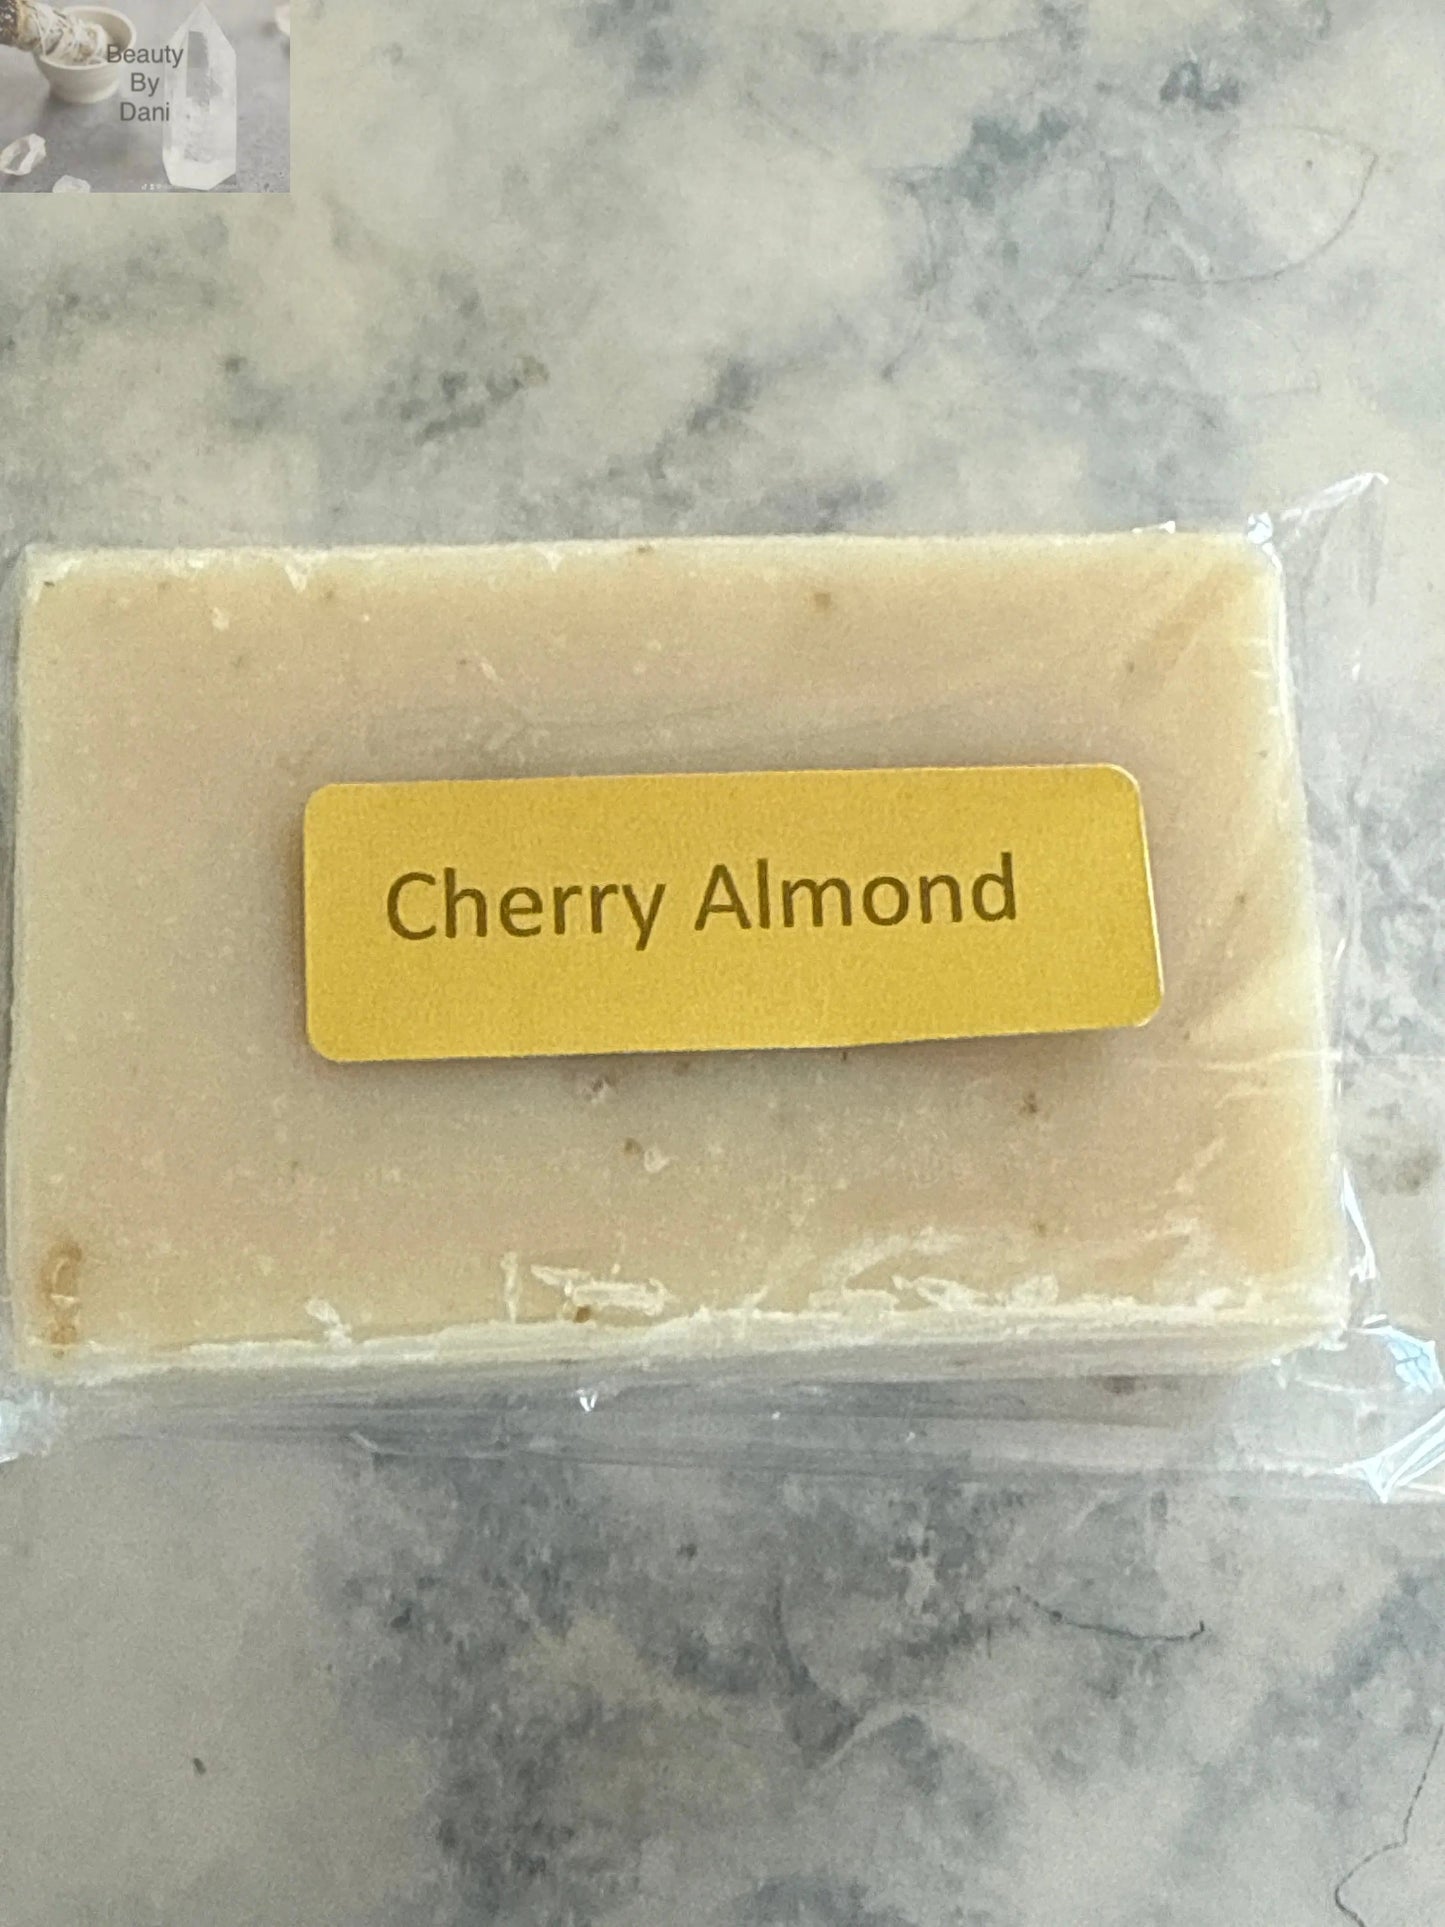 Beauty
By
Dani
Cherry Almond